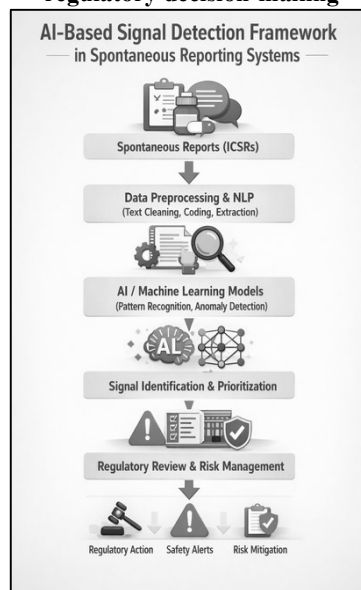 regulatory decision-making
AI-Based Signal Detection Framework
in Spontaneous Reporting Systems
Spontaneous Reports (ICSRs)
Data Preprocessing & NLP
(Text Cleaning, Coding, Extraction)
AI / Machine Learning Models
(Pattern Recognition, Anomaly Detection)
AL
Signal Identification & Prioritization
Regulatory Review & Risk Management
Regulatory Action
Safety Alerts
Risk Mitigation